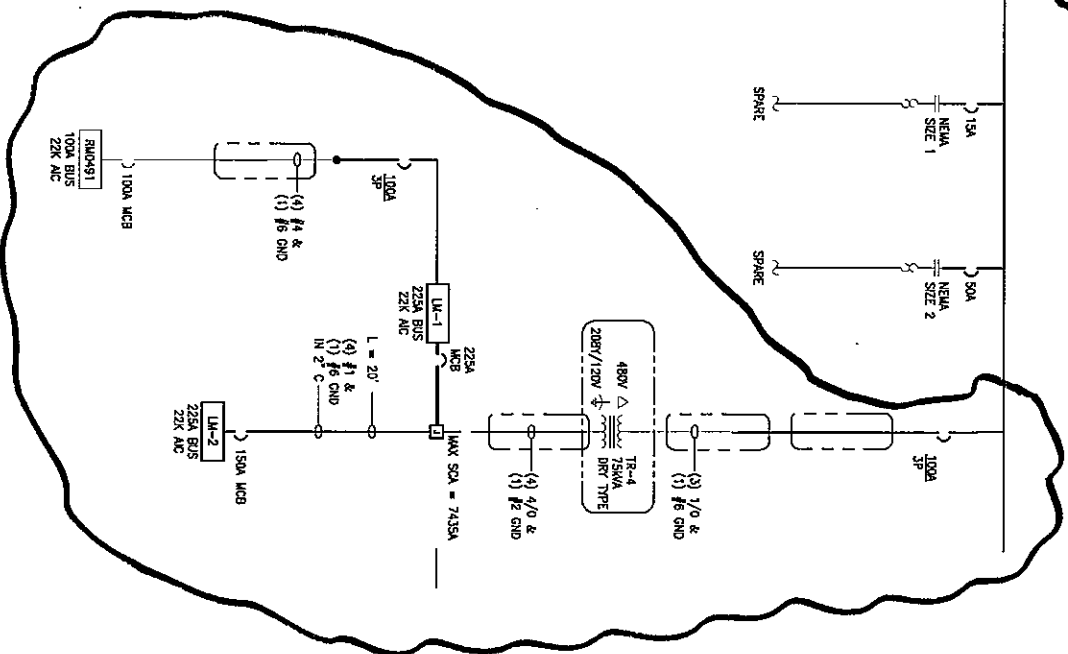 15A
NEMA
SIZE 1
SPARE
50A
NEMA
SIZE 2
SPARE
100A
3P
(3) 1/0 &
(1) #6 GND
TR-4
75KVA
DRY TYPE
480V
208Y/120V
(4) 4/0 &
(1) #2 GND
MAX SCA = 7435A
J
225A
MCB
LM-1
225A BUS
22K AIC
100A
3P
(4) #4 &
(1) #6 GND
100A MCB
RM0491
100A BUS
22K AIC
L = 20'
(4) #1 &
(1) #6 GND
IN 2" C
150A MCB
LM-2
225A BUS
22K AIC